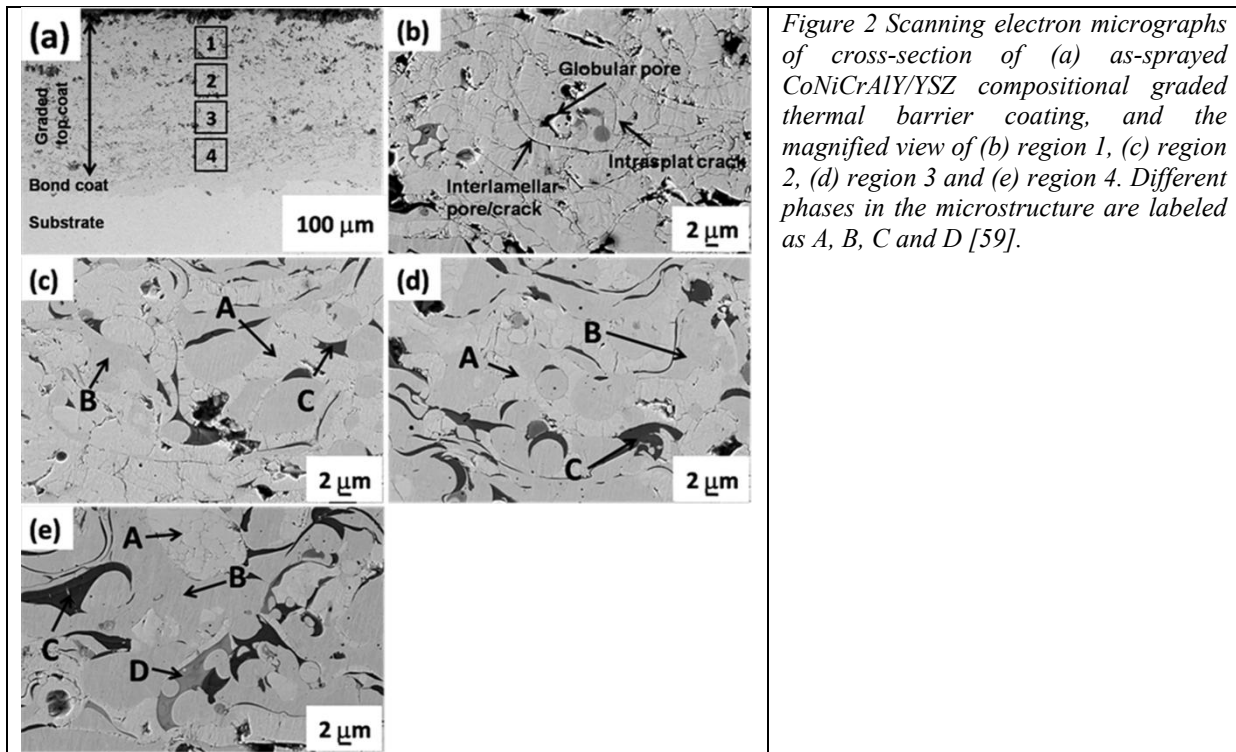 (a)
1
2
3
4
Graded
top coat
Bond coat
Substrate
100 μm
(b)
Globular pore
Intrasplat crack
Interlamellar
pore/crack
2 μm
(c)
A
B
C
2 μm
(d)
A
B
C
2 μm
(e)
A
B
C
D
2 μm
Figure 2 Scanning electron micrographs
of cross-section of (a) as-sprayed
CoNiCrAlY/YSZ compositional graded
thermal barrier coating, and the
magnified view of (b) region 1, (c) region
2, (d) region 3 and (e) region 4. Different
phases in the microstructure are labeled
as A, B, C and D [59].